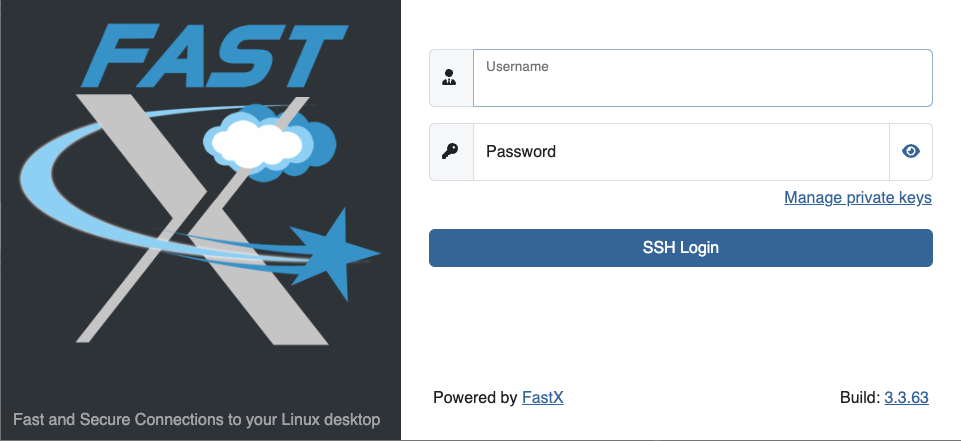 FAST
X
Fast and Secure Connections to your Linux desktop
Username
Password
Manage private keys
SSH Login
Powered by FastX
Build: 3.3.63